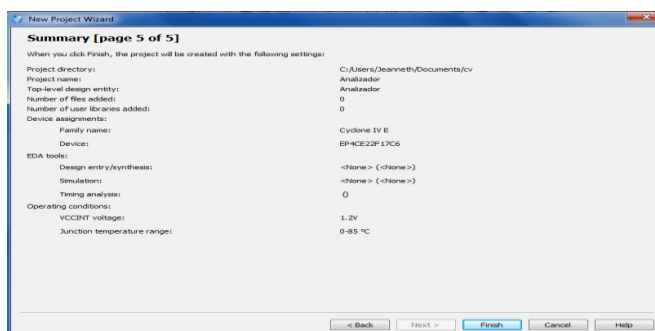 New Project Wizard
Summary [page 5 of 5]
When you click Finish, the project will be created with the following settings:
Project directory: C:/Users/Jeanneth/Documents/cv
Project name: Analizador
Top-level design entity: Analizador
Number of files added: 0
Number of user libraries added: 0
Device assignments:
Family name: Cyclone IV E
Device: EP4CE22F17C6
EDA tools:
Design entry/synthesis: <None> (<None>)
Simulation: <None> (<None>)
Timing analysis: ()
Operating conditions:
VCCINT voltage: 1.2V
Junction temperature range: 0-85 °C
< Back Next > Finish Cancel Help